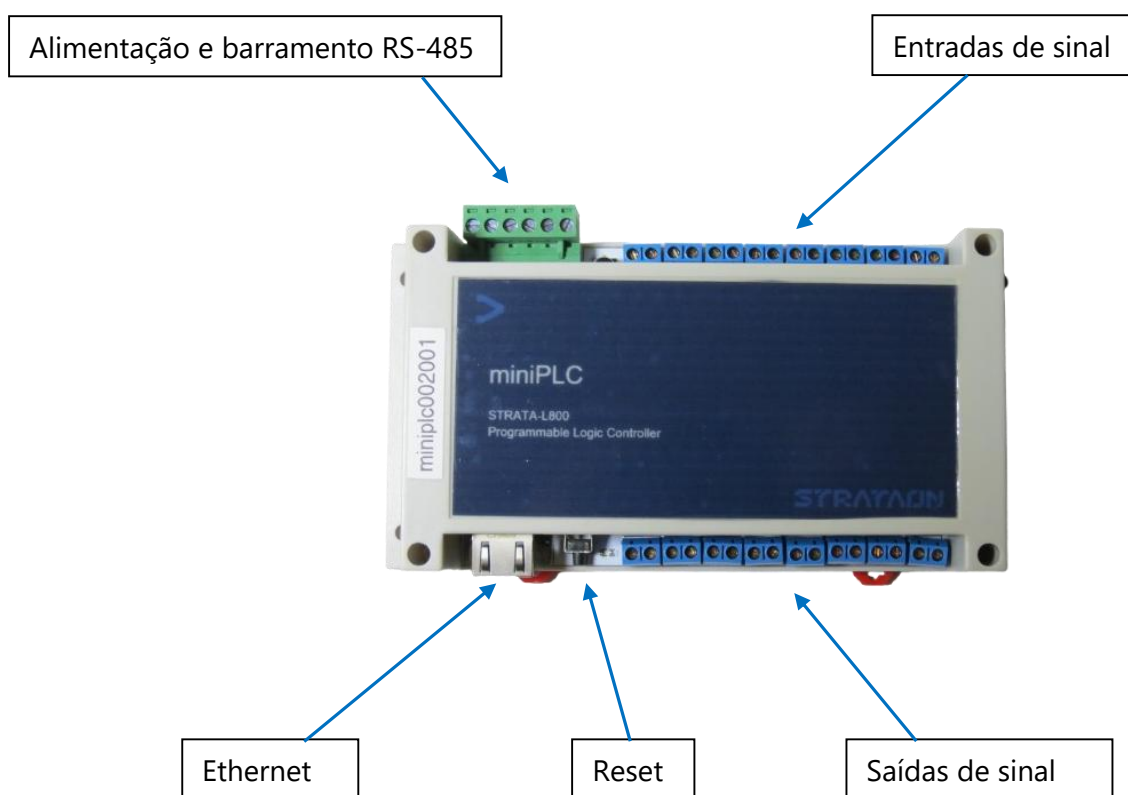 Alimentação e barramento RS-485
Entradas de sinal
miniplc002001
miniPLC
STRATA-L800
Programmable Logic Controller
STRATAON
Ethernet
Reset
Saídas de sinal